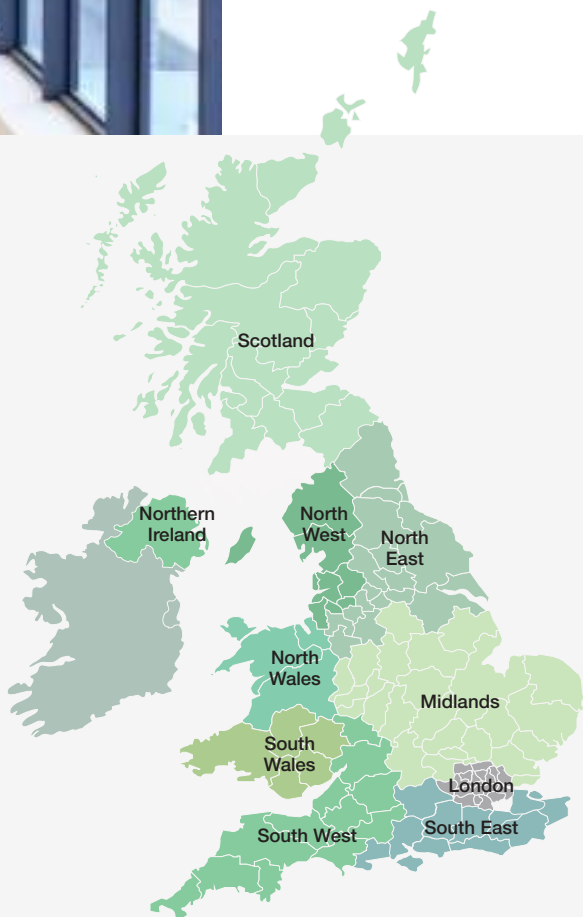 Scotland
Northern
Ireland
North
West
North
East
North
Wales
Midlands
South
Wales
London
South East
South West